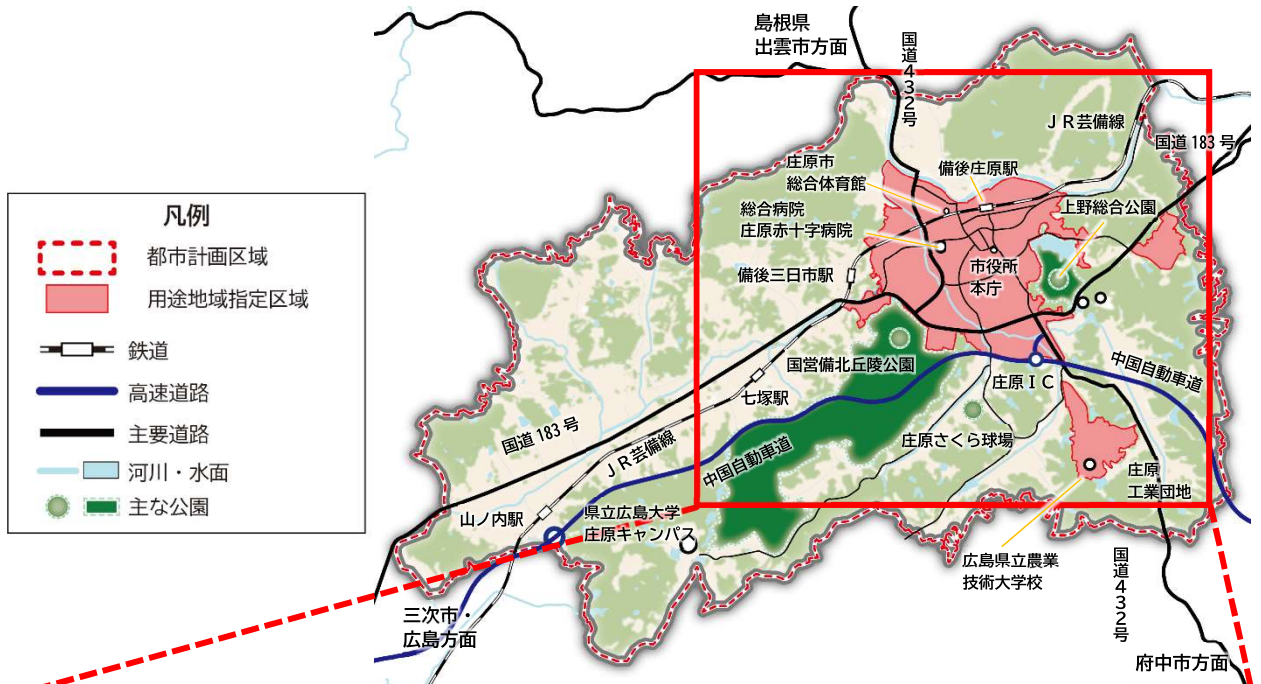 凡例
都市計画区域
用途地域指定区域
鉄道
高速道路
主要道路
河川・水面
主な公園
島根県
出雲市方面
国道432号
JR芸備線
国道183号
庄原市
総合体育館
備後庄原駅
総合病院
庄原赤十字病院
上野総合公園
備後三日市駅
市役所
本庁
国営備北丘陵公園
庄原IC
中国自動車道
七塚駅
国道183号
JR芸備線
中国自動車道
庄原さくら球場
庄原
工業団地
山ノ内駅
県立広島大学
庄原キャンパス
広島県立農業
技術大学校
国道432号
三次市・
広島方面
府中市方面